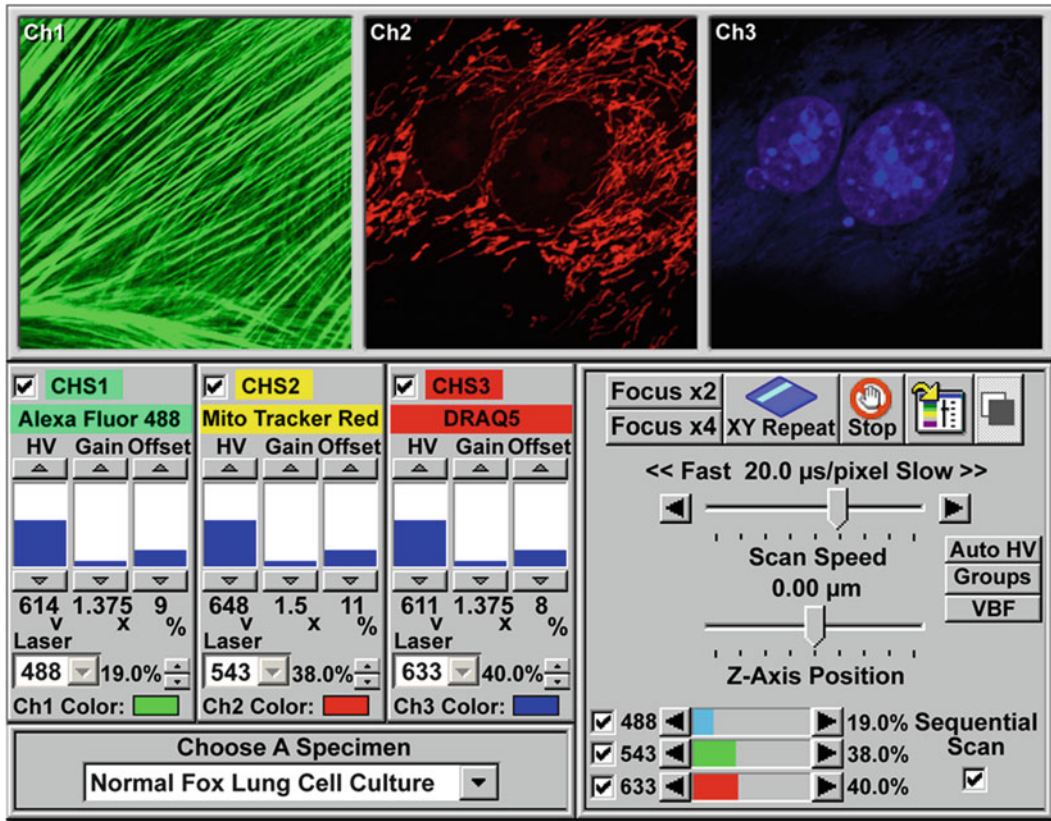 Ch1
Ch2
Ch3
CHS1
Alexa Fluor 488
HV Gain Offset
614 1.375 9
v x %
Laser
488 19.0%
Ch1 Color:
CHS2
Mito Tracker Red
HV Gain Offset
648 1.5 11
v x %
Laser
543 38.0%
Ch2 Color:
CHS3
DRAQ5
HV Gain Offset
611 1.375 8
v x %
Laser
633 40.0%
Ch3 Color:
Choose A Specimen
Normal Fox Lung Cell Culture
Focus x2
Focus x4
XY Repeat
Stop
<< Fast 20.0 µs/pixel Slow >>
Scan Speed
0.00 µm
Z-Axis Position
Auto HV
Groups
VBF
488 19.0%
543 38.0%
633 40.0%
Sequential
Scan